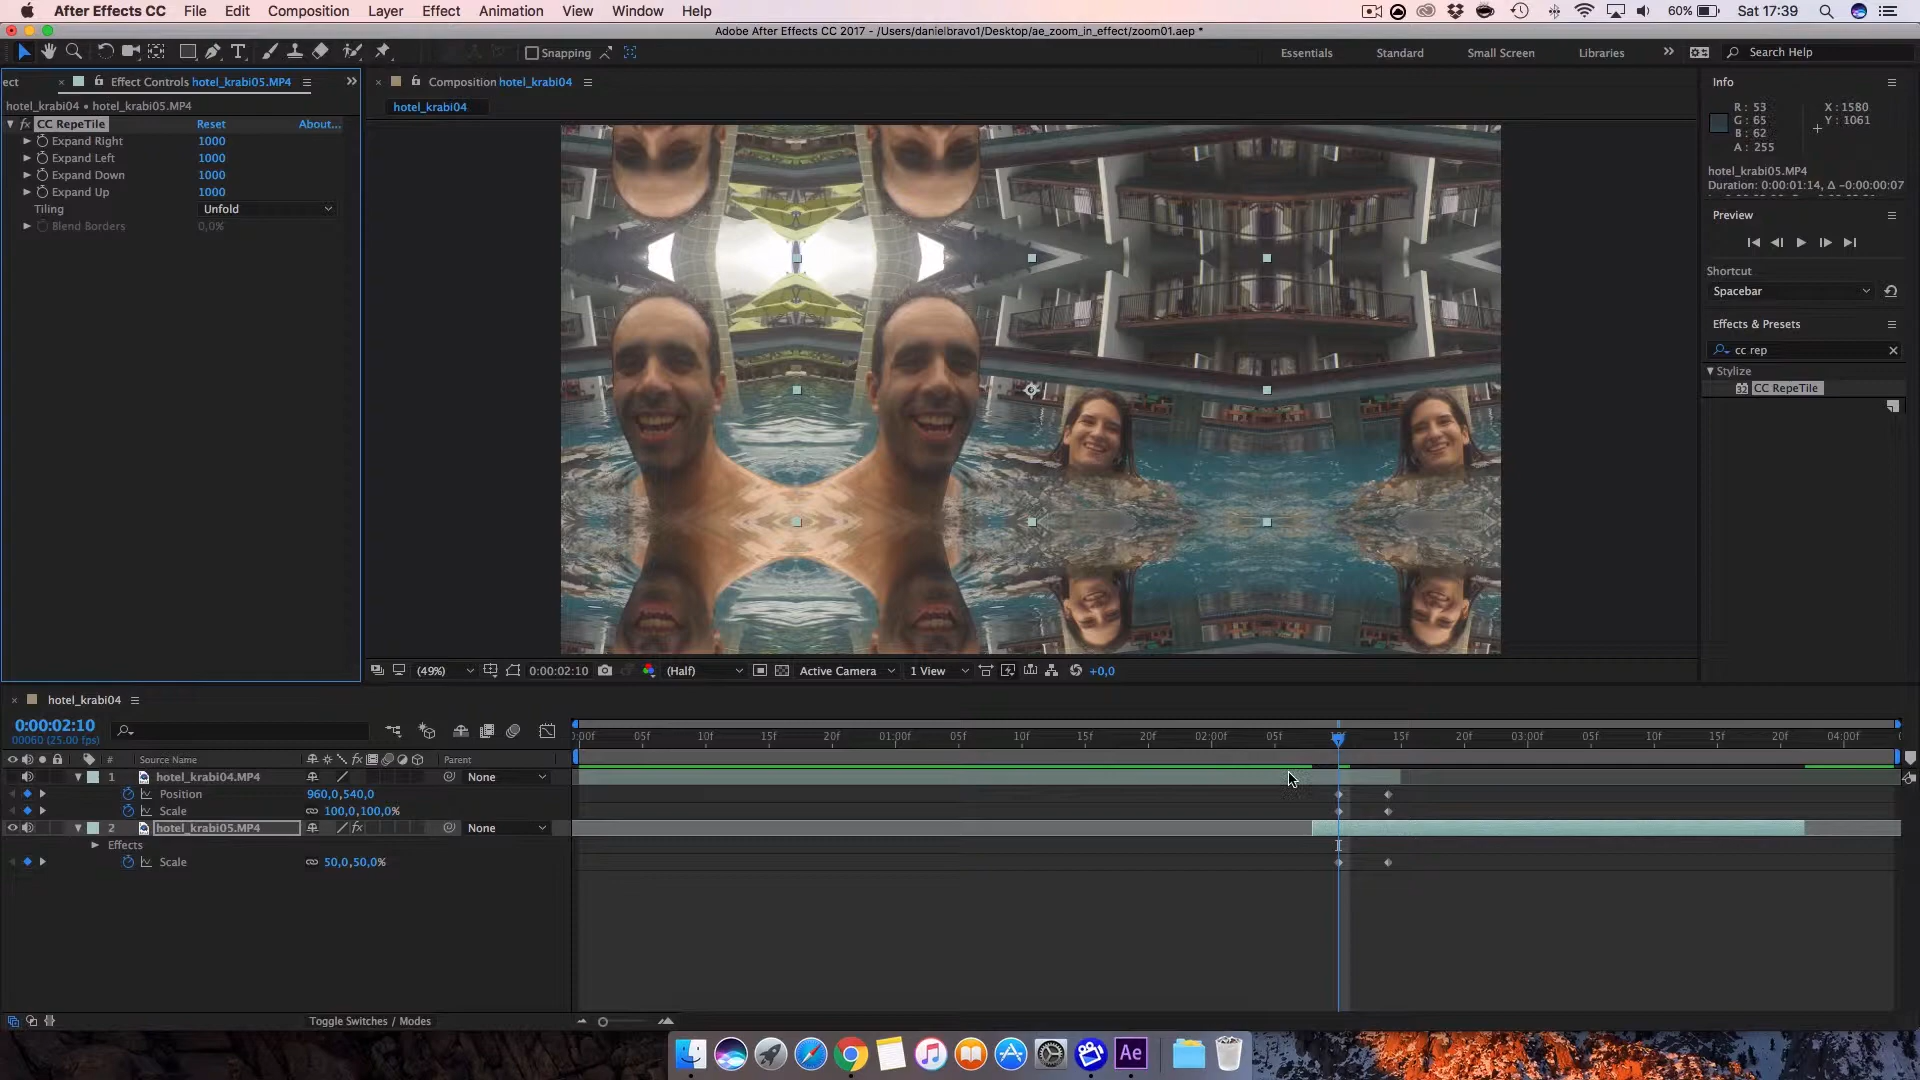 After Effects CC File Edit Composition Layer Effect Animation View Window Help 60% Sat 17:39
Adobe After Effects CC 2017 - /Users/danielbravo1/Desktop/ae_zoom_in_effect/zoom01.aep *
Snapping Essentials Standard Small Screen Libraries Search Help
ect Effect Controls hotel_krabi05.MP4 Composition hotel_krabi04 Info
hotel_krabi04 • hotel_krabi05.MP4 hotel_krabi04
R : 53 X : 1580
G : 65 Y : 1061
B : 62
A : 255
fx CC RepeTile Reset About...
Expand Right 1000
Expand Left 1000
Expand Down 1000
Expand Up 1000
Tiling Unfold
Blend Borders 0,0%
hotel_krabi05.MP4
Duration: 0:00:01:14, Δ -0:00:00:07
Preview
Shortcut
Spacebar
Effects & Presets
cc rep
Stylize
32 CC RepeTile
(49%) 0:00:02:10 (Half) Active Camera 1 View +0,0
hotel_krabi04
0:00:02:10
00060 (25.00 fps)
0:00f 05f 10f 15f 20f 01:00f 05f 10f 15f 20f 02:00f 05f 10f 15f 20f 03:00f 05f 10f 15f 20f 04:00f
# Source Name fx Parent
1 hotel_krabi04.MP4 None
Position 960,0,540,0
Scale 100,0,100,0%
2 hotel_krabi05.MP4 fx None
Effects
Scale 50,0,50,0%
Toggle Switches / Modes
Ae